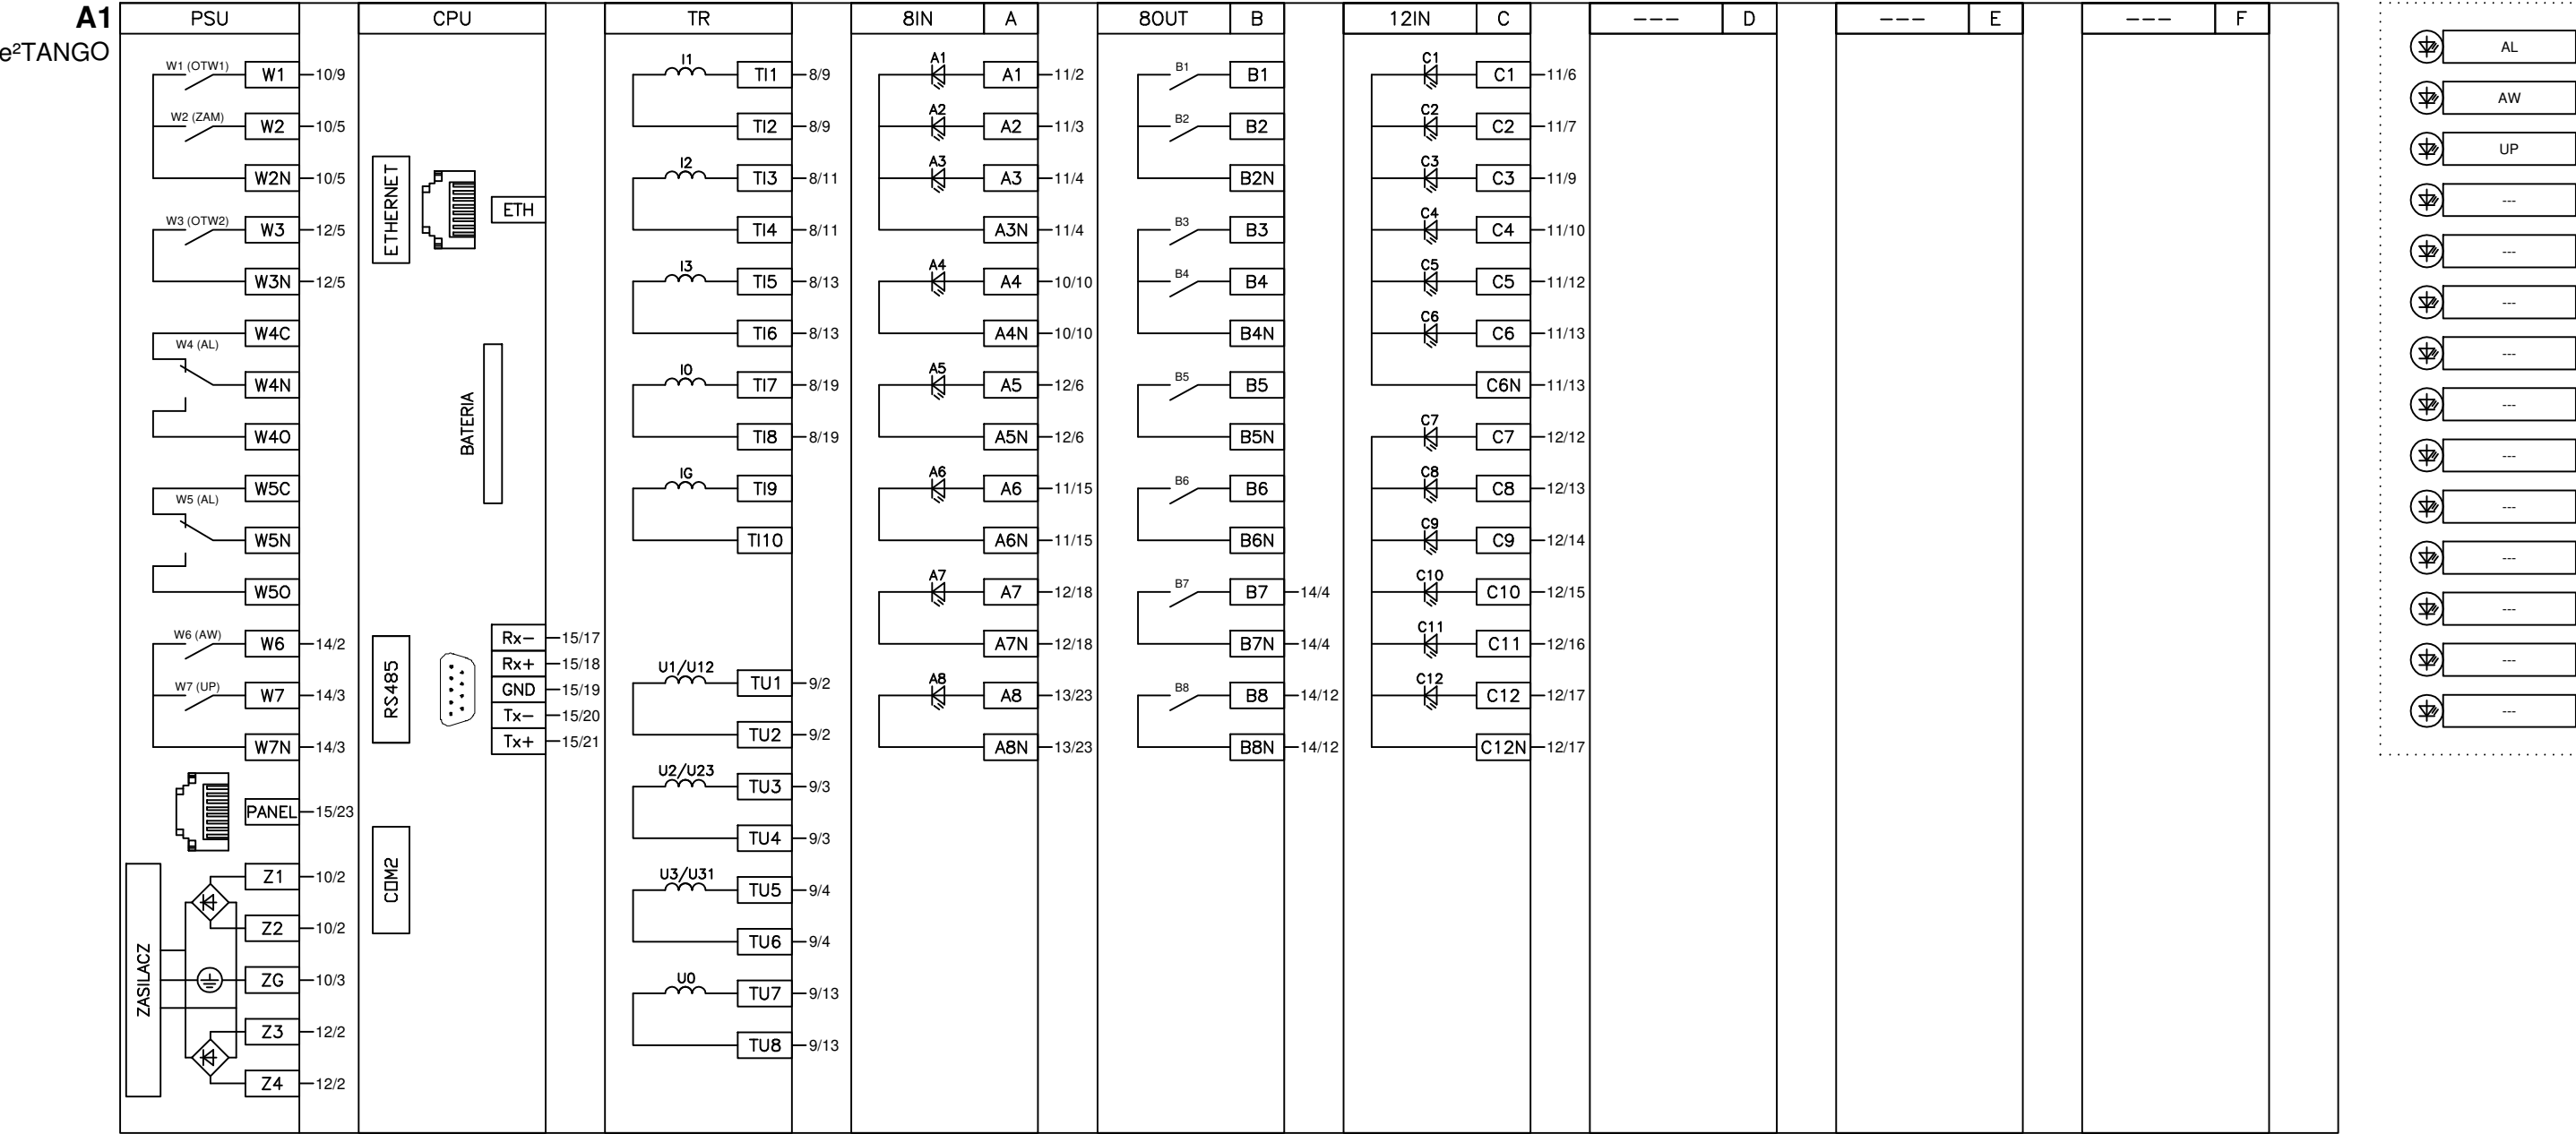 A1
e²TANGO
PSU
W1 (OTW1) W1 10/9
W2 (ZAM) W2 10/5
W2N 10/5
W3 (OTW2) W3 12/5
W3N 12/5
W4C
W4 (AL)
W4N
W4O
W5C
W5 (AL)
W5N
W5O
W6 (AW) W6 14/2
W7 (UP) W7 14/3
W7N 14/3
PANEL 15/23
ZASILACZ
Z1 10/2
Z2 10/2
ZG 10/3
Z3 12/2
Z4 12/2
CPU
ETHERNET
ETH
BATERIA
RS485
Rx− 15/17
Rx+ 15/18
GND 15/19
Tx− 15/20
Tx+ 15/21
COM2
TR
I1 TI1 8/9
TI2 8/9
I2 TI3 8/11
TI4 8/11
I3 TI5 8/13
TI6 8/13
I0 TI7 8/19
TI8 8/19
IG TI9
TI10
U1/U12 TU1 9/2
TU2 9/2
U2/U23 TU3 9/3
TU4 9/3
U3/U31 TU5 9/4
TU6 9/4
U0 TU7 9/13
TU8 9/13
8IN A
A1 A1 11/2
A2 A2 11/3
A3 A3 11/4
A3N 11/4
A4 A4 10/10
A4N 10/10
A5 A5 12/6
A5N 12/6
A6 A6 11/15
A6N 11/15
A7 A7 12/18
A7N 12/18
A8 A8 13/23
A8N 13/23
8OUT B
B1 B1
B2 B2
B2N
B3 B3
B4 B4
B4N
B5 B5
B5N
B6 B6
B6N
B7 B7 14/4
B7N 14/4
B8 B8 14/12
B8N 14/12
12IN C
C1 C1 11/6
C2 C2 11/7
C3 C3 11/9
C4 C4 11/10
C5 C5 11/12
C6 C6 11/13
C6N 11/13
C7 C7 12/12
C8 C8 12/13
C9 C9 12/14
C10 C10 12/15
C11 C11 12/16
C12 C12 12/17
C12N 12/17
--- D
--- E
--- F
AL
AW
UP
---
---
---
---
---
---
---
---
---
---
---